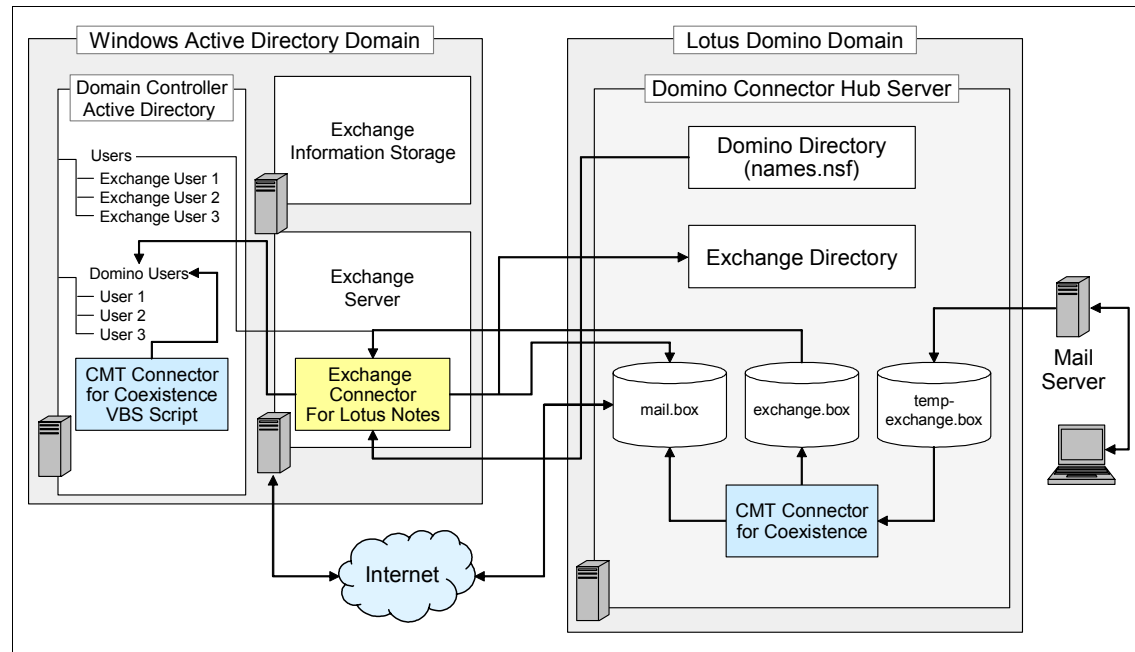 Windows Active Directory Domain
Domain Controller
Active Directory
Users
Exchange User 1
Exchange User 2
Exchange User 3
Domino Users
User 1
User 2
User 3
CMT Connector
for Coexistence
VBS Script
Exchange
Information Storage
Exchange
Server
Exchange
Connector
For Lotus Notes
Internet
Lotus Domino Domain
Domino Connector Hub Server
Domino Directory
(names.nsf)
Exchange Directory
mail.box
exchange.box
temp-
exchange.box
CMT Connector
for Coexistence
Mail
Server